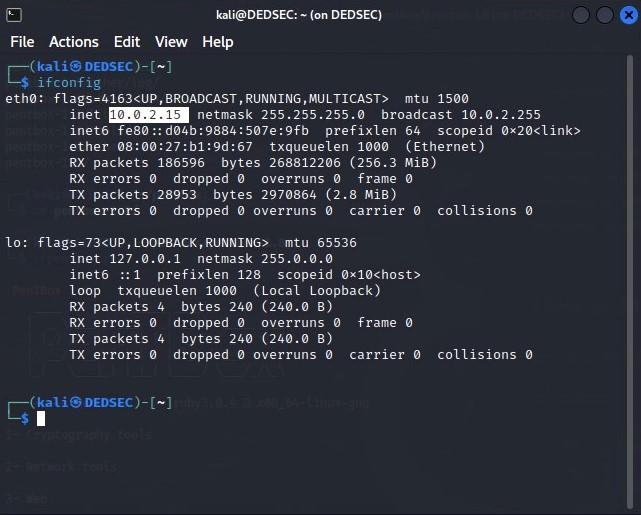 kali@DEDSEC: ~ (on DEDSEC)
File Actions Edit View Help
┌──(kali㉿DEDSEC)-[~]
└─$ ifconfig
eth0: flags=4163<UP,BROADCAST,RUNNING,MULTICAST>  mtu 1500
        inet 10.0.2.15  netmask 255.255.255.0  broadcast 10.0.2.255
        inet6 fe80::d04b:9884:507e:9fb  prefixlen 64  scopeid 0×20<link>
        ether 08:00:27:b1:9d:67  txqueuelen 1000  (Ethernet)
        RX packets 186596  bytes 268812206 (256.3 MiB)
        RX errors 0  dropped 0  overruns 0  frame 0
        TX packets 28953  bytes 2970864 (2.8 MiB)
        TX errors 0  dropped 0 overruns 0  carrier 0  collisions 0
lo: flags=73<UP,LOOPBACK,RUNNING>  mtu 65536
        inet 127.0.0.1  netmask 255.0.0.0
        inet6 ::1  prefixlen 128  scopeid 0×10<host>
        loop  txqueuelen 1000  (Local Loopback)
        RX packets 4  bytes 240 (240.0 B)
        RX errors 0  dropped 0  overruns 0  frame 0
        TX packets 4  bytes 240 (240.0 B)
        TX errors 0  dropped 0 overruns 0  carrier 0  collisions 0
┌──(kali㉿DEDSEC)-[~]
└─$
1- Cryptography tools
2- Network tools
3- Web